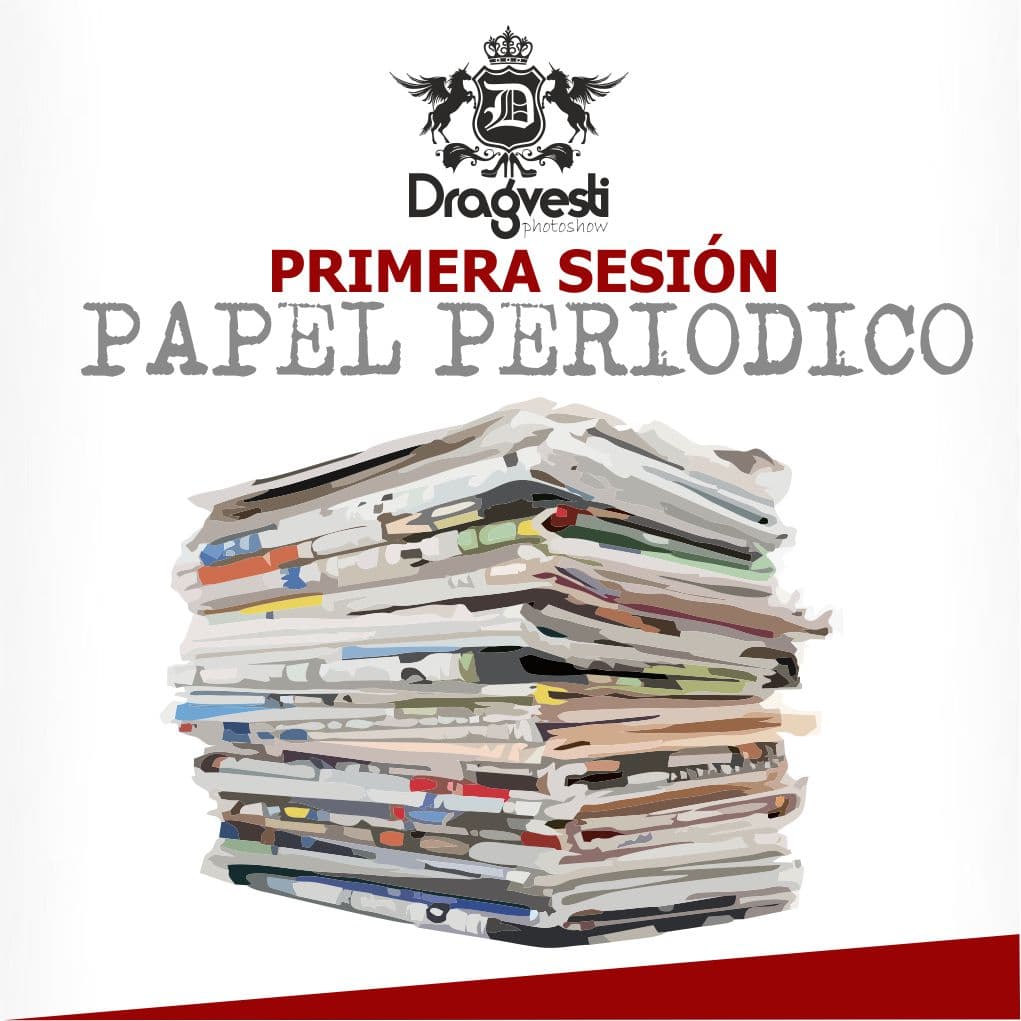 D
Dragvesti
photoshow
PRIMERA SESIÓN
PAPEL PERIODICO